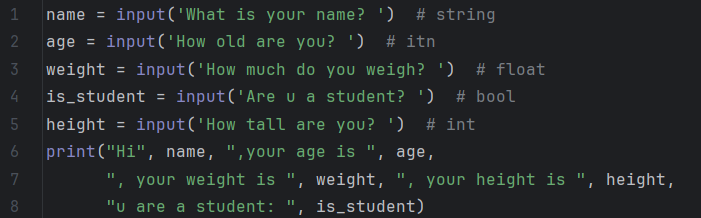 1 name = input('What is your name? ')  # string
2 age = input('How old are you? ')  # itn
3 weight = input('How much do you weigh? ')  # float
4 is_student = input('Are u a student? ')  # bool
5 height = input('How tall are you? ')  # int
6 print("Hi", name, ",your age is ", age,
7       ", your weight is ", weight, ", your height is ", height,
8       "u are a student: ", is_student)